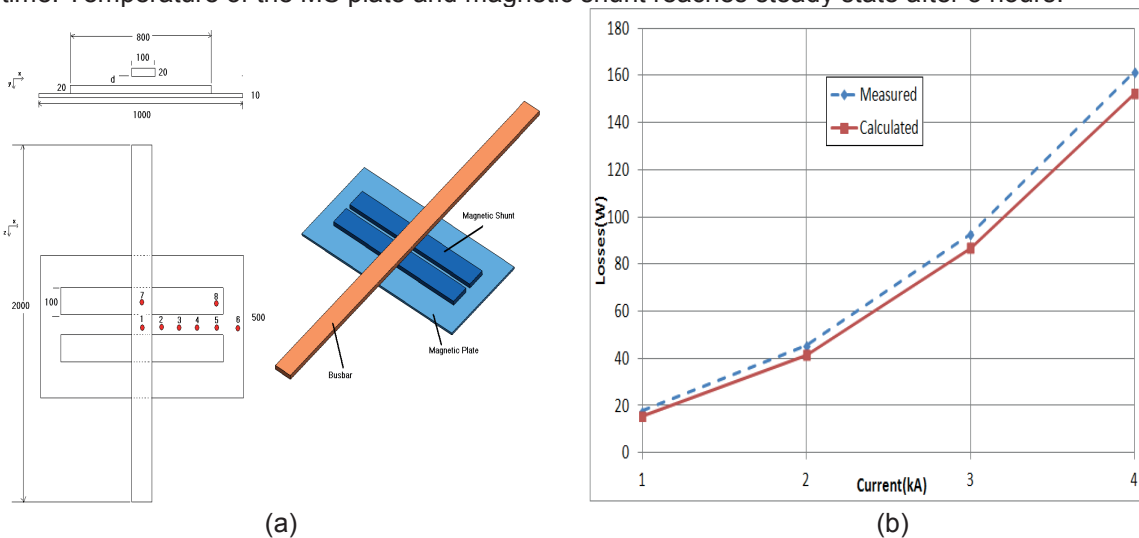 800
100
d
20
20
10
1000
x
y
x
z
2000
100
7
8
1 2 3 4 5 6
500
Magnetic Shunt
Magnetic Plate
Busbar
(a)
180
160
140
120
100
80
60
40
20
0
Losses(W)
Measured
Calculated
1 2 3 4
Current(kA)
(b)